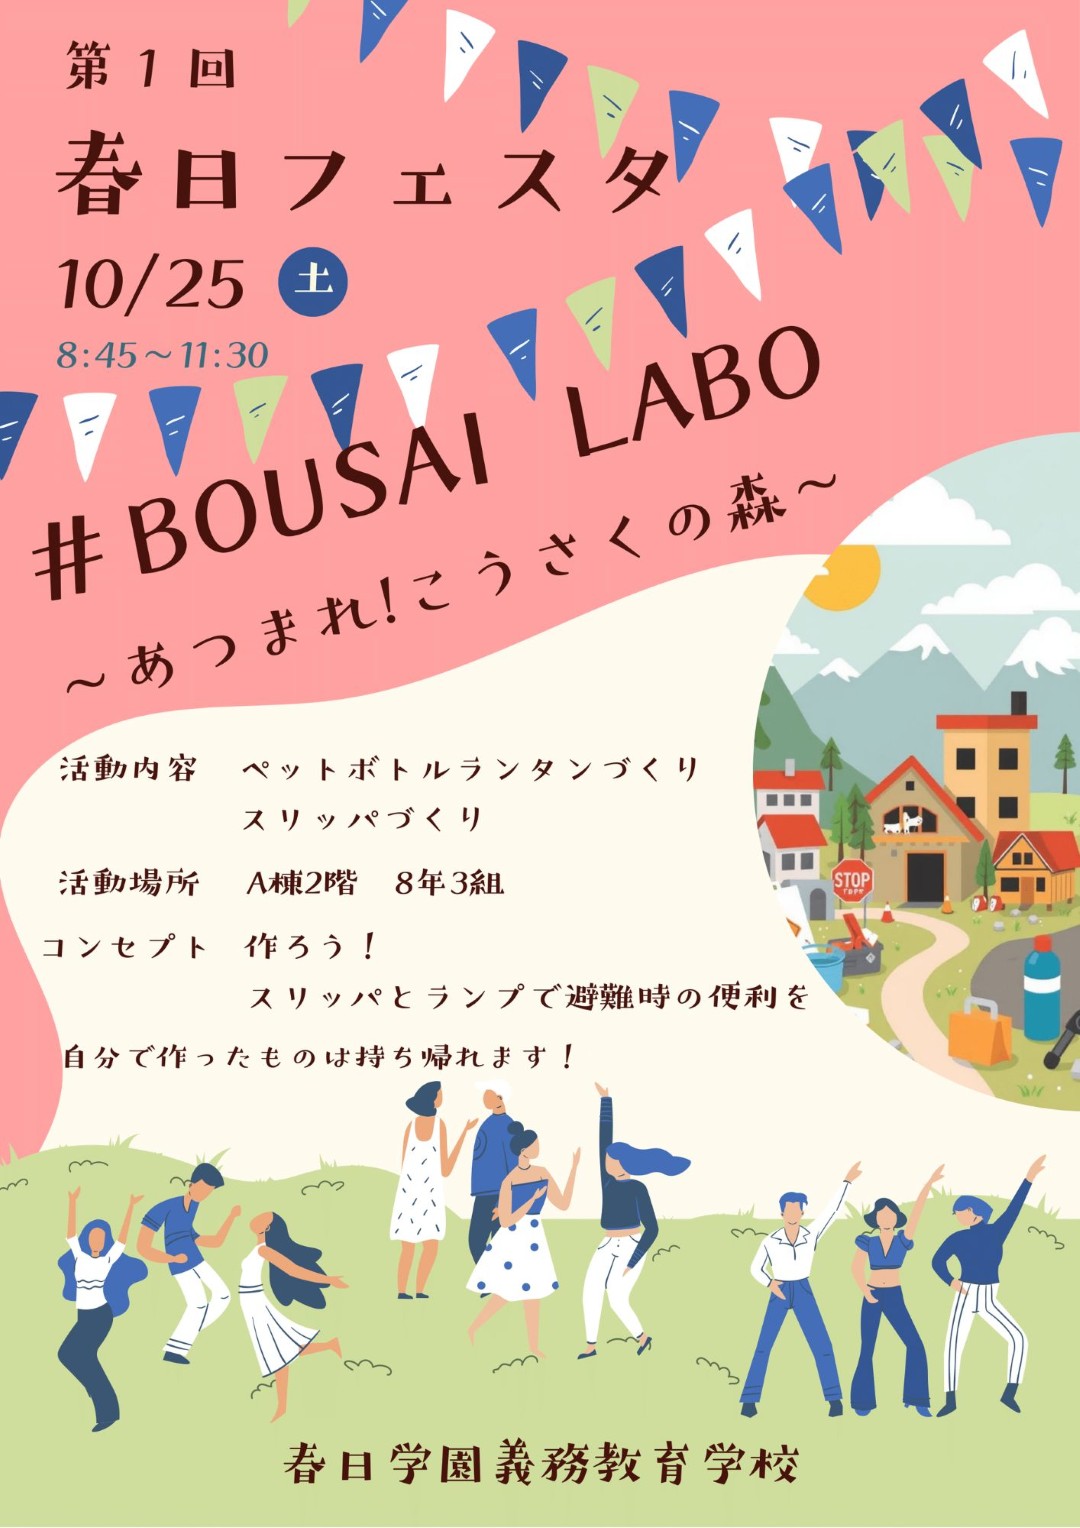 第1回
春日フェスタ
10/25 土
8:45～11:30
#BOUSAI LABO
～あつまれ!こうさくの森～
活動内容 ペットボトルランタンづくり
スリッパづくり
活動場所 A棟2階 8年3組
コンセプト 作ろう！
スリッパとランプで避難時の便利を
自分で作ったものは持ち帰れます！
STOP
春日学園義務教育学校